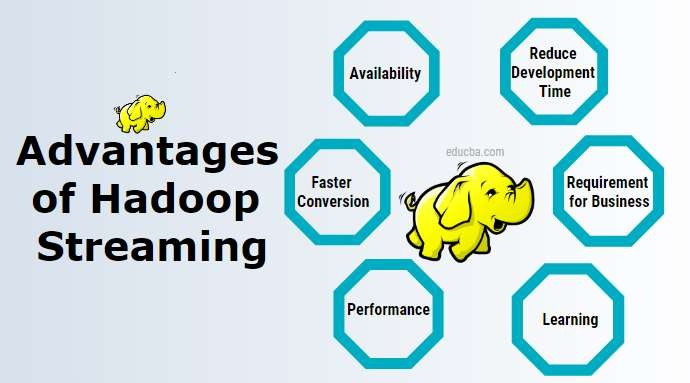 Advantages
of Hadoop
Streaming
Availability
Reduce
Development
Time
educba.com
Faster
Conversion
Requirement
for Business
Performance
Learning